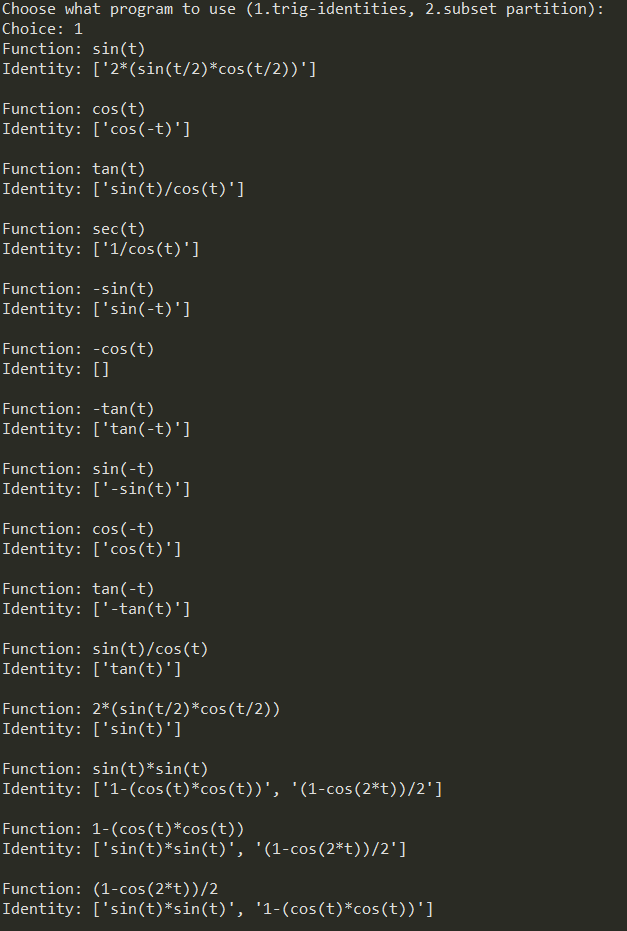 Choose what program to use (1.trig-identities, 2.subset partition):
Choice: 1
Function: sin(t)
Identity: ['2*(sin(t/2)*cos(t/2))']
Function: cos(t)
Identity: ['cos(-t)']
Function: tan(t)
Identity: ['sin(t)/cos(t)']
Function: sec(t)
Identity: ['1/cos(t)']
Function: -sin(t)
Identity: ['sin(-t)']
Function: -cos(t)
Identity: []
Function: -tan(t)
Identity: ['tan(-t)']
Function: sin(-t)
Identity: ['-sin(t)']
Function: cos(-t)
Identity: ['cos(t)']
Function: tan(-t)
Identity: ['-tan(t)']
Function: sin(t)/cos(t)
Identity: ['tan(t)']
Function: 2*(sin(t/2)*cos(t/2))
Identity: ['sin(t)']
Function: sin(t)*sin(t)
Identity: ['1-(cos(t)*cos(t))', '(1-cos(2*t))/2']
Function: 1-(cos(t)*cos(t))
Identity: ['sin(t)*sin(t)', '(1-cos(2*t))/2']
Function: (1-cos(2*t))/2
Identity: ['sin(t)*sin(t)', '1-(cos(t)*cos(t))']